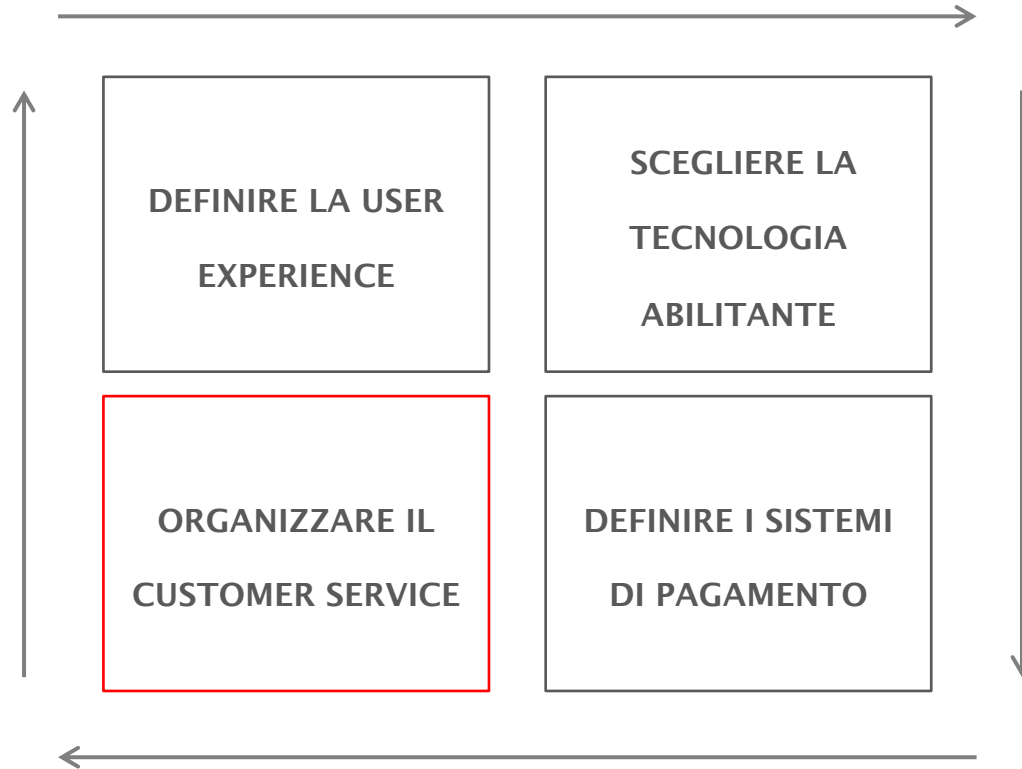 DEFINIRE LA USER
EXPERIENCE
SCEGLIERE LA
TECNOLOGIA
ABILITANTE
ORGANIZZARE IL
CUSTOMER SERVICE
DEFINIRE I SISTEMI
DI PAGAMENTO